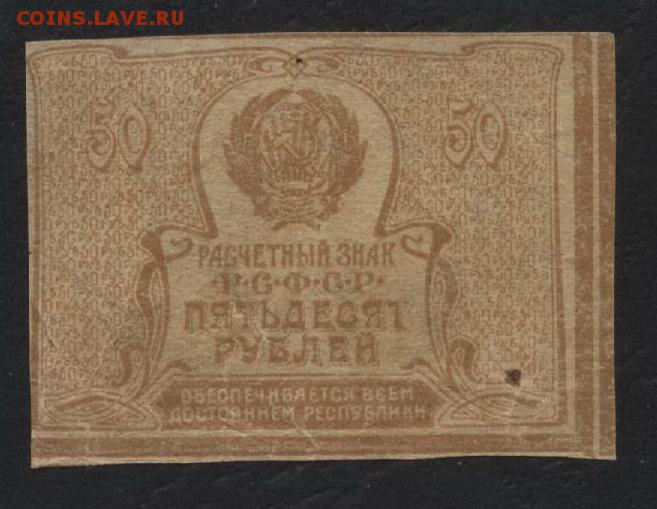 COINS.LAVE.RU
50 50
РАСЧЕТНЫЙ ЗНАК
Р·С·Ф·С·Р·
ПЯТЬДЕСЯТ
РУБЛЕЙ
ОБЕСПЕЧИВАЕТСЯ ВСЕМ
ДОСТОЯНИЕМ РЕСПУБЛИКИ